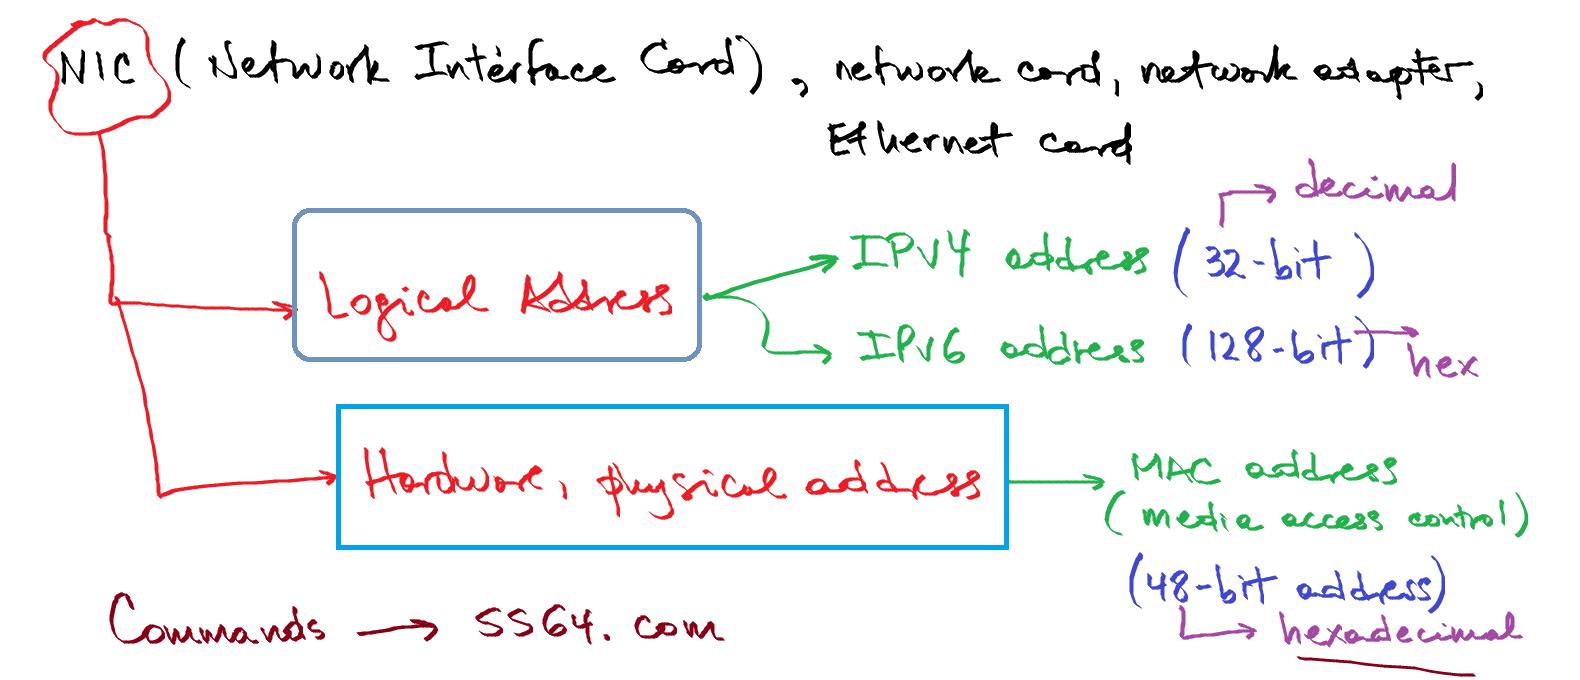 NIC (Network Interface Card), network card, network adapter,
Ethernet card
decimal
Logical Address
IPv4 address (32-bit)
IPv6 address (128-bit)
hex
Hardware, physical address
MAC address
(media access control)
(48-bit address)
hexadecimal
Commands → SS64.com